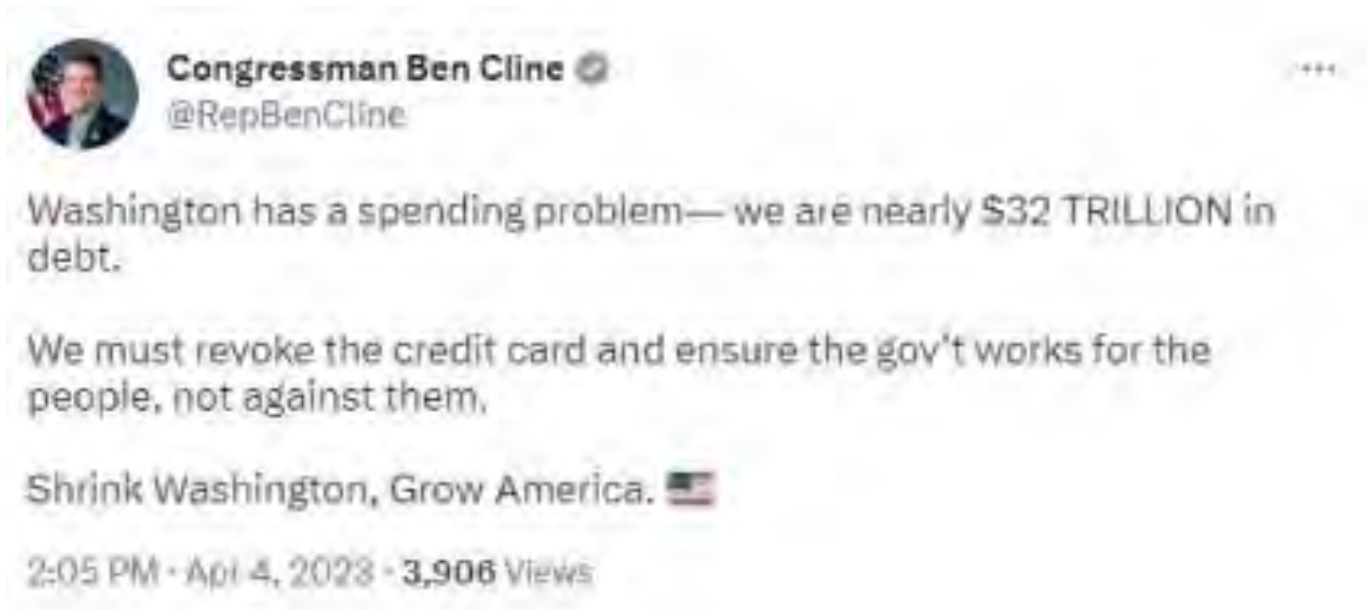 Congressman Ben Cline
@RepBenCline
Washington has a spending problem— we are nearly $32 TRILLION in
debt.
We must revoke the credit card and ensure the gov't works for the
people, not against them.
Shrink Washington, Grow America.
2:05 PM · Apr 4, 2023 · 3,906 Views